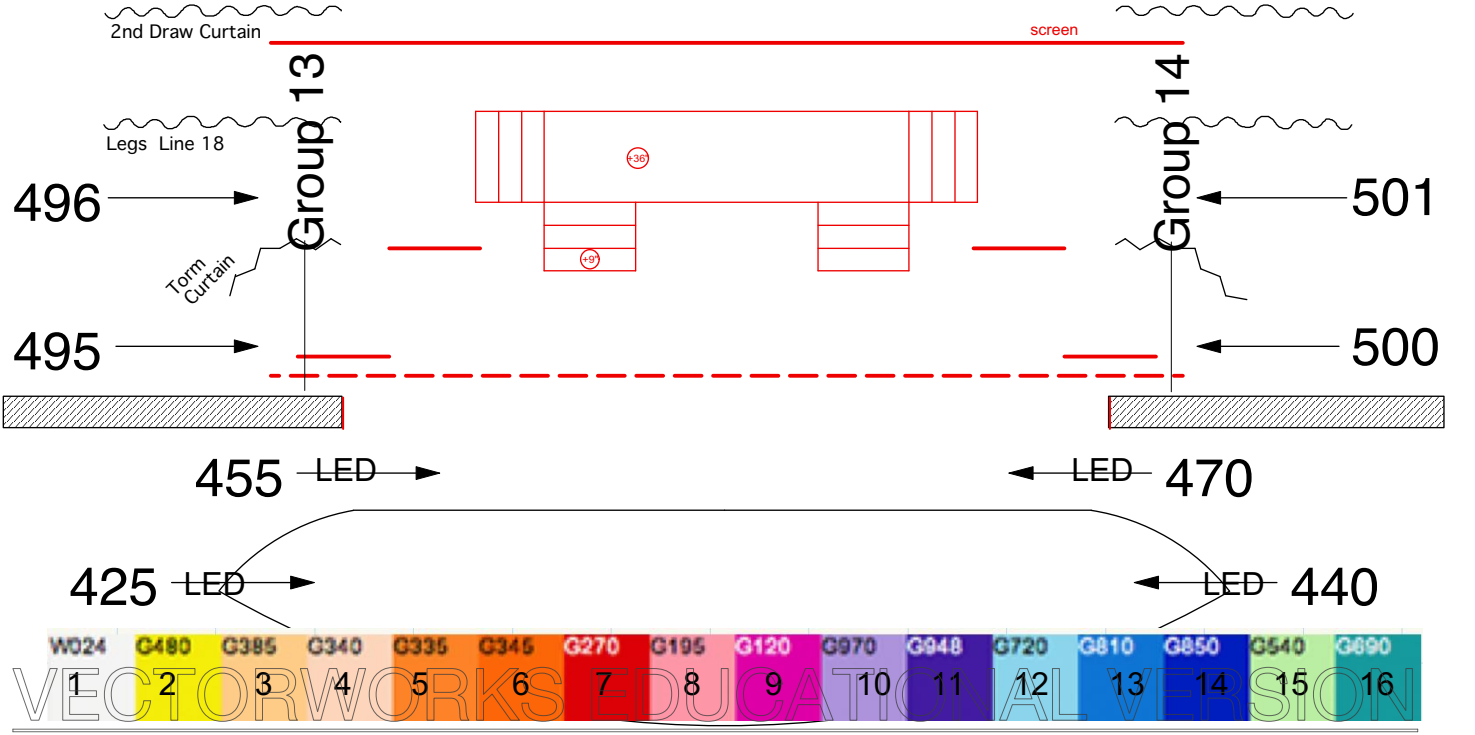 2nd Draw Curtain
screen
Group 13
Group 14
Legs Line 18
+36"
496
501
+9"
Torm
Curtain
495
500
455 LED
LED 470
425 LED
LED 440
W024 G480 G385 G340 G335 G345 G270 G195 G120 G970 G948 G720 G810 G850 G540 G690
1 2 3 4 5 6 7 8 9 10 11 12 13 14 15 16
VECTORWORKS EDUCATIONAL VERSION